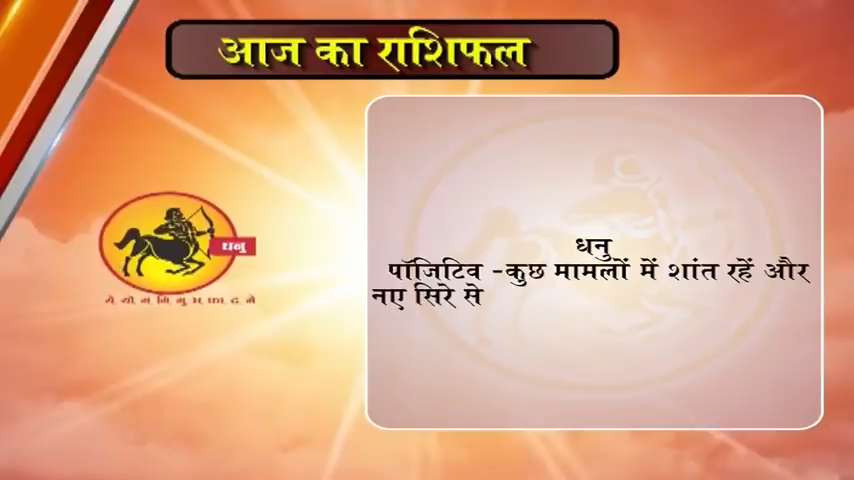 आज का राशिफल
धनु
धनु
पॉजिटिव -कुछ मामलों में शांत रहें और
नए सिरे से